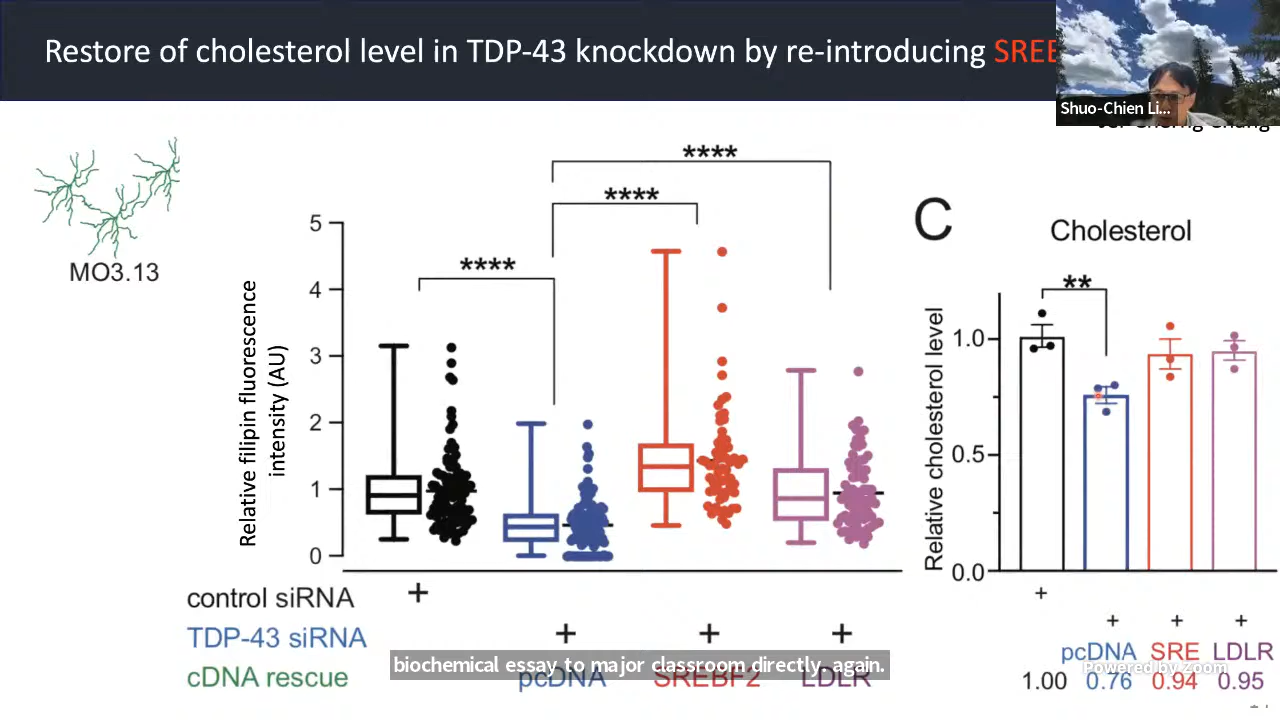 Restore of cholesterol level in TDP-43 knockdown by re-introducing
Shuo-Chien Li...
MO3.13
****
****
****
Relative filipin fluorescence
intensity (AU)
5
4
3
2
1
0
control siRNA +
TDP-43 siRNA + + +
cDNA rescue pcDNA SREBF2 LDLR
biochemical essay to major classroom directly. again.
C
Cholesterol
**
Relative cholesterol level
1.0
0.5
0.0
+
+ + +
pcDNA SRE LDLR
Powered by zoom
1.00 0.76 0.94 0.95